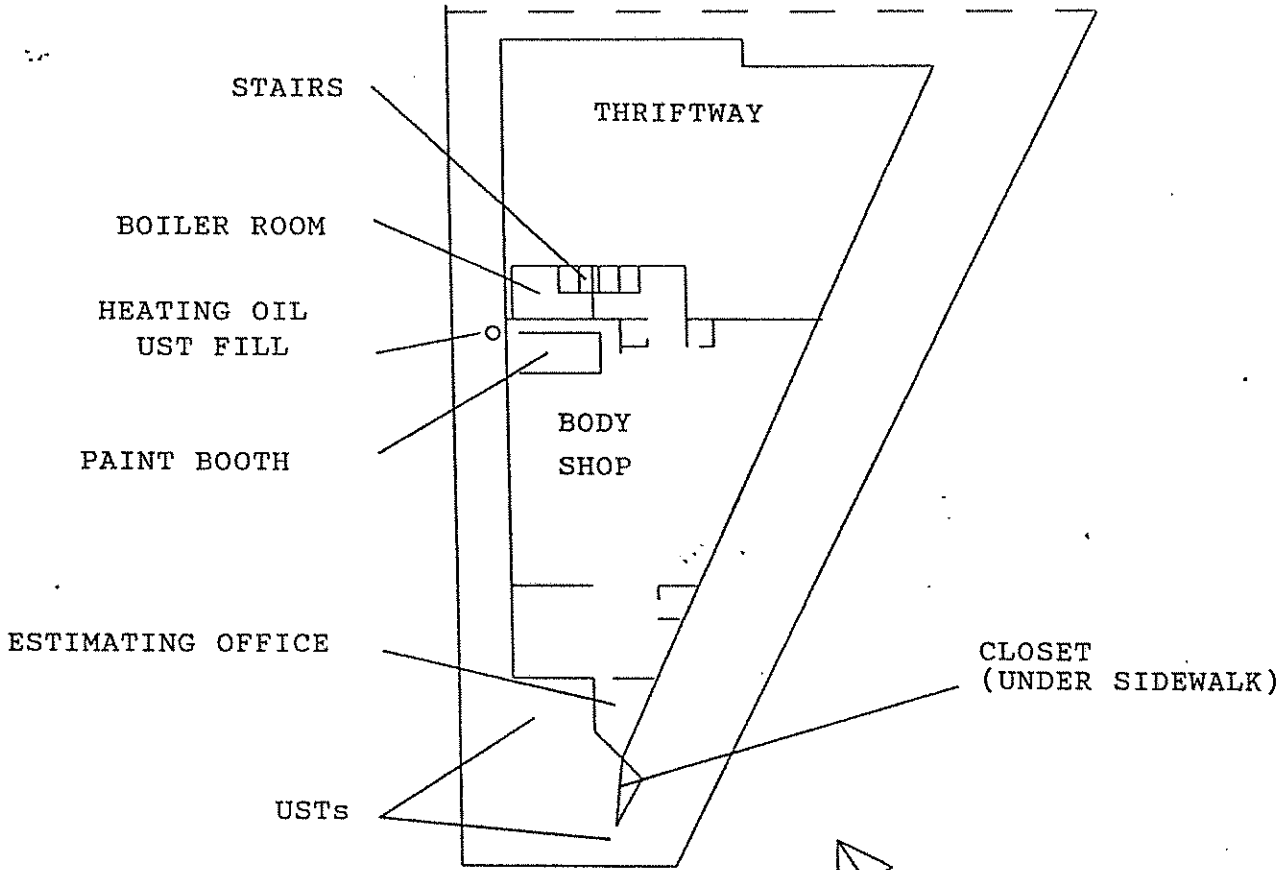 STAIRS
THRIFTWAY
BOILER ROOM
HEATING OIL
UST FILL
PAINT BOOTH
BODY
SHOP
ESTIMATING OFFICE
CLOSET
(UNDER SIDEWALK)
USTs